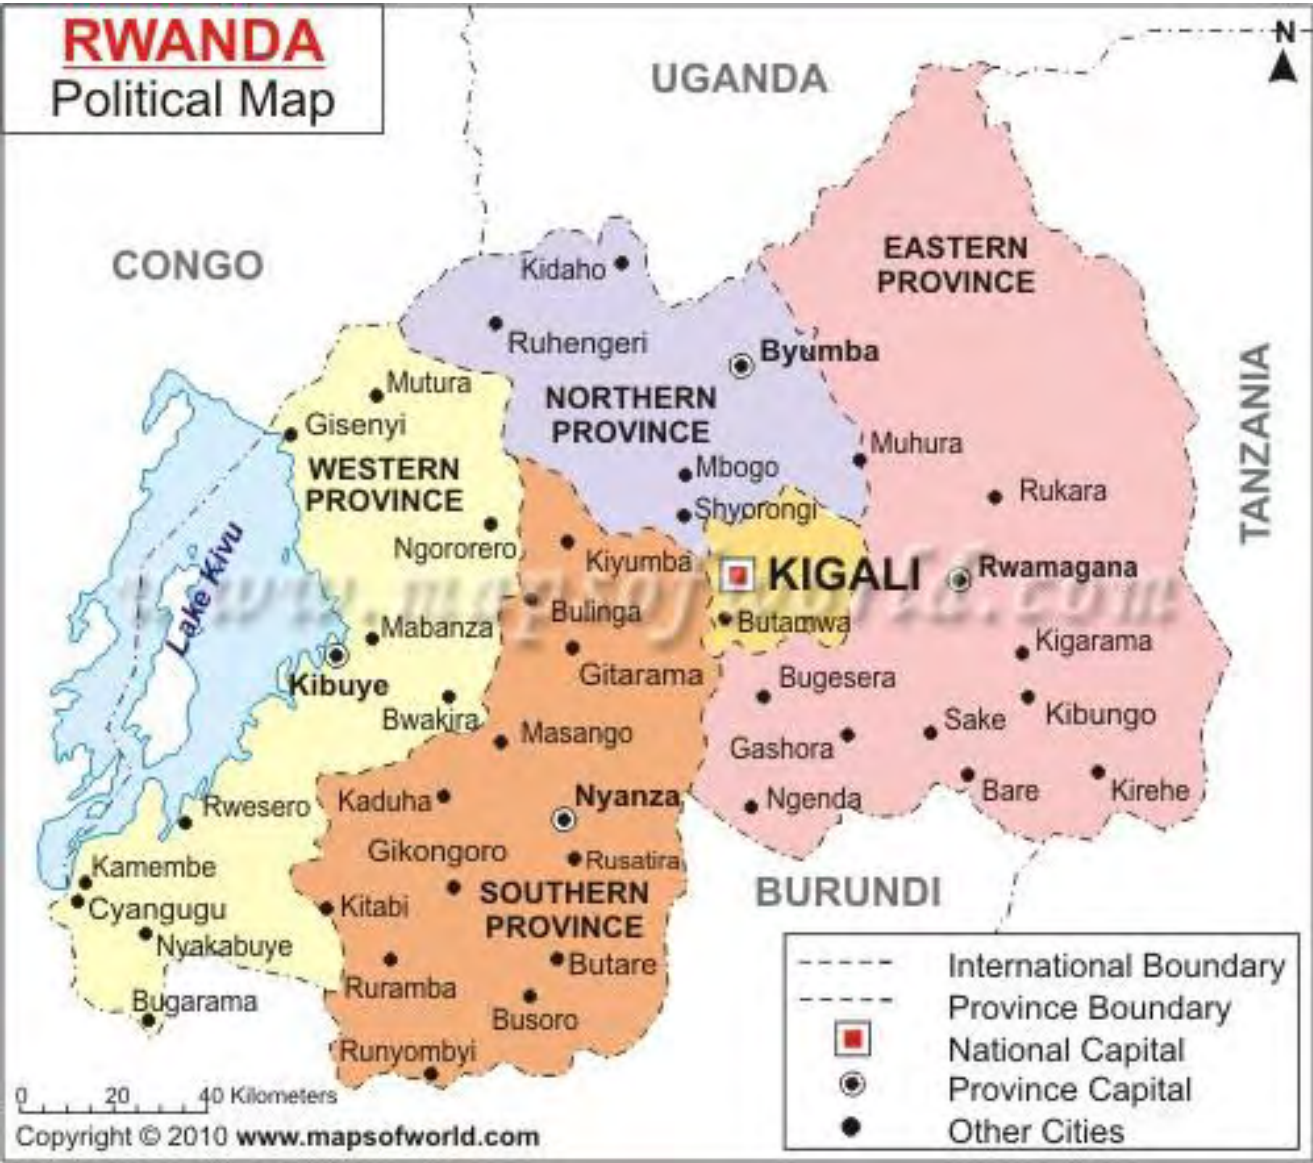 RWANDA
Political Map
N
UGANDA
CONGO
TANZANIA
BURUNDI
EASTERN
PROVINCE
Kidaho
Ruhengeri
Byumba
NORTHERN
PROVINCE
Mutura
Gisenyi
WESTERN
PROVINCE
Mbogo
Muhura
Shyorongi
Rukara
Ngororero
Kiyumba
KIGALI
Rwamagana
www.mapsofworld.com
Lake Kivu
Bulinga
Butamwa
Mabanza
Kigarama
Kibuye
Gitarama
Bugesera
Bwakira
Masango
Gashora
Sake
Kibungo
Rwesero
Kaduha
Nyanza
Ngenda
Bare
Kirehe
Gikongoro
Rusatira
Kamembe
SOUTHERN
PROVINCE
Cyangugu
Kitabi
Nyakabuye
Butare
Ruramba
Bugarama
Busoro
Runyombyi
International Boundary
Province Boundary
National Capital
Province Capital
Other Cities
0 20 40 Kilometers
Copyright © 2010 www.mapsofworld.com